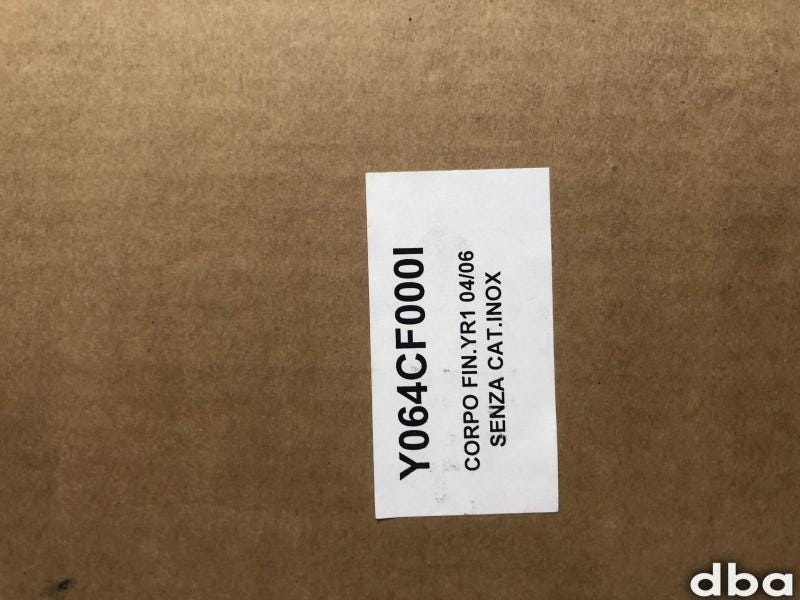 Y064CF000I
CORPO FIN.YR1 04/06
SENZA CAT.INOX
dba